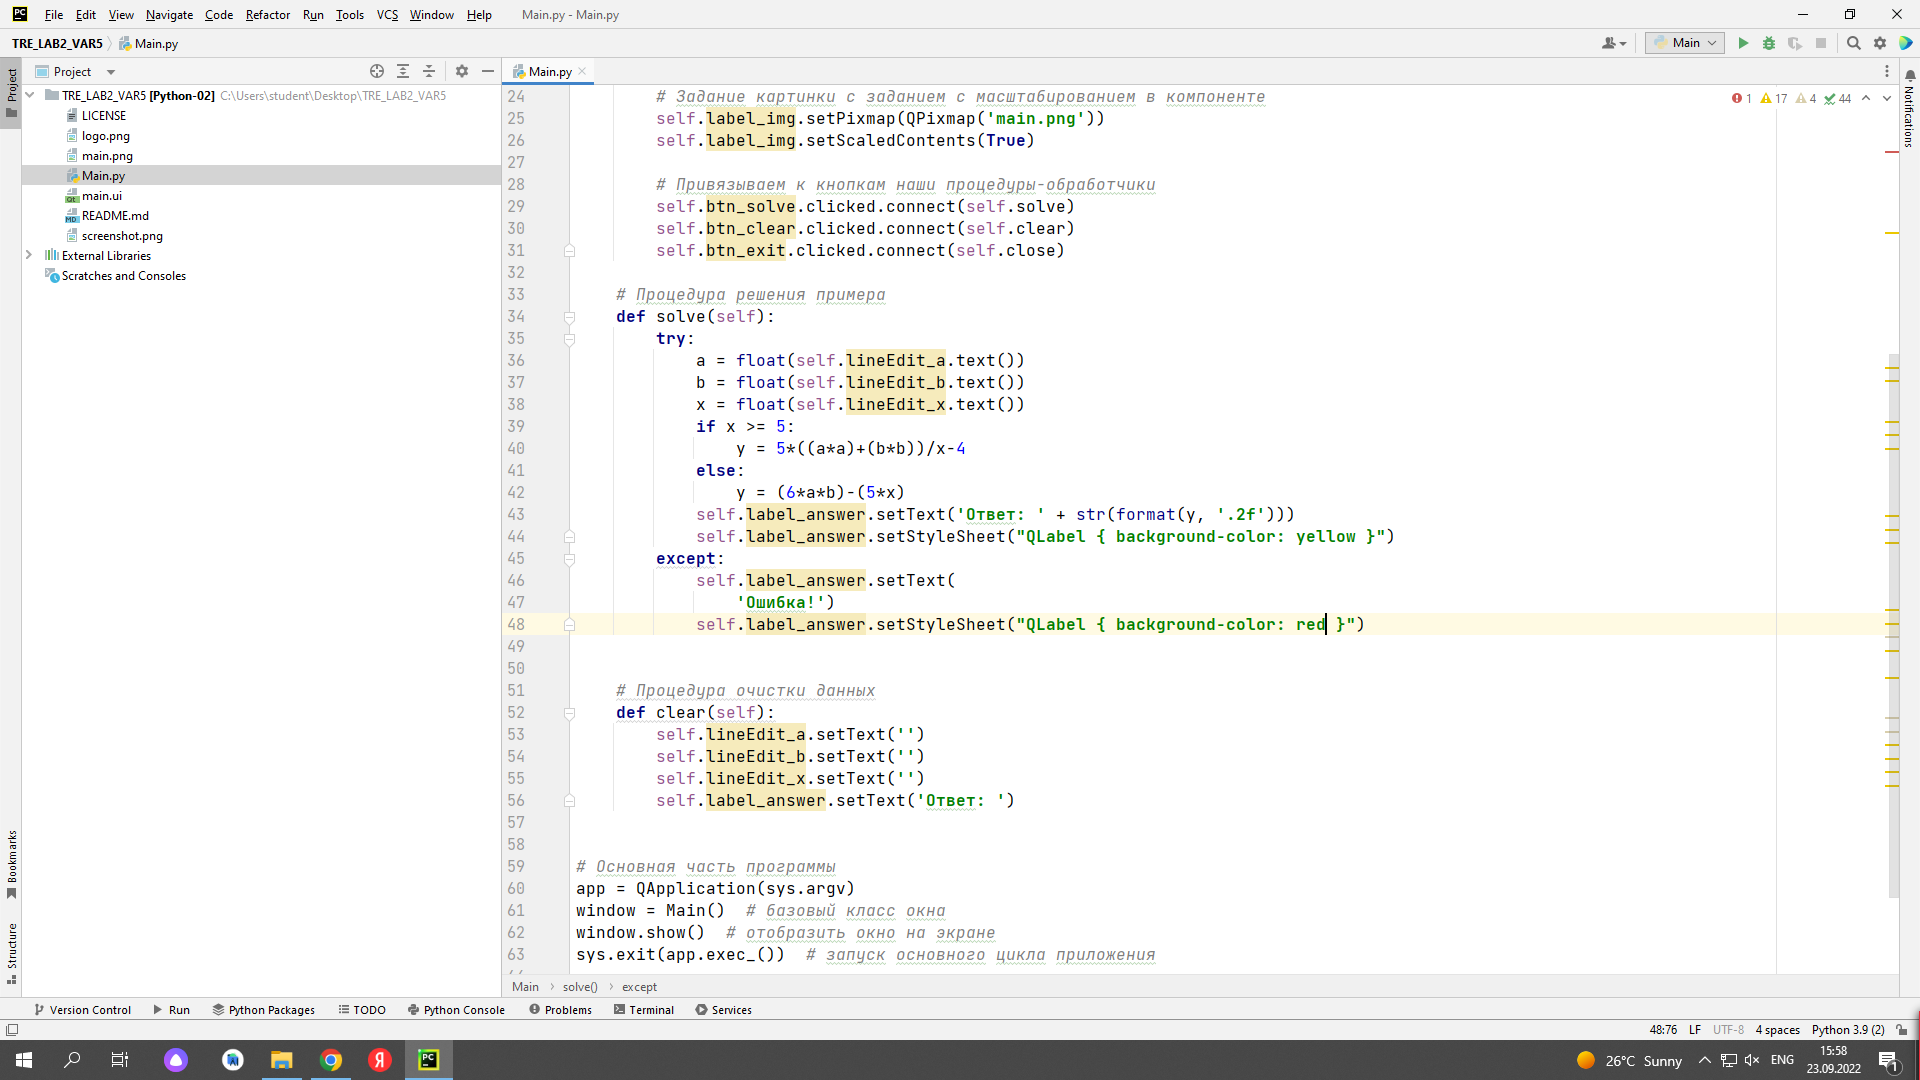 File Edit View Navigate Code Refactor Run Tools VCS Window Help Main.py - Main.py
TRE_LAB2_VAR5 Main.py Main
Project Main.py
Project
TRE_LAB2_VAR5 [Python-02] C:\Users\student\Desktop\TRE_LAB2_VAR5
LICENSE
logo.png
main.png
Main.py
main.ui
README.md
screenshot.png
External Libraries
Scratches and Consoles
1 17 4 44
Notifications
24 # Задание картинки с заданием с масштабированием в компоненте
25 self.label_img.setPixmap(QPixmap('main.png'))
26 self.label_img.setScaledContents(True)
27
28 # Привязываем к кнопкам наши процедуры-обработчики
29 self.btn_solve.clicked.connect(self.solve)
30 self.btn_clear.clicked.connect(self.clear)
31 self.btn_exit.clicked.connect(self.close)
32
33 # Процедура решения примера
34 def solve(self):
35 try:
36 a = float(self.lineEdit_a.text())
37 b = float(self.lineEdit_b.text())
38 x = float(self.lineEdit_x.text())
39 if x >= 5:
40 y = 5*((a*a)+(b*b))/x-4
41 else:
42 y = (6*a*b)-(5*x)
43 self.label_answer.setText('Ответ: ' + str(format(y, '.2f')))
44 self.label_answer.setStyleSheet("QLabel { background-color: yellow }")
45 except:
46 self.label_answer.setText(
47 'Ошибка!')
48 self.label_answer.setStyleSheet("QLabel { background-color: red }")
49
50
51 # Процедура очистки данных
52 def clear(self):
53 self.lineEdit_a.setText('')
54 self.lineEdit_b.setText('')
55 self.lineEdit_x.setText('')
56 self.label_answer.setText('Ответ: ')
57
58
59 # Основная часть программы
60 app = QApplication(sys.argv)
61 window = Main() # базовый класс окна
62 window.show() # отобразить окно на экране
63 sys.exit(app.exec_()) # запуск основного цикла приложения
Bookmarks
Structure
Main solve() except
Version Control Run Python Packages TODO Python Console Problems Terminal Services
48:76 LF UTF-8 4 spaces Python 3.9 (2)
PC Я PC 26°C Sunny ENG 15:58 1
23.09.2022